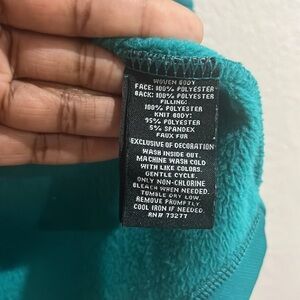 WOVEN BODY
FACE: 100% POLYESTER
BACK: 100% POLYESTER
FILLING:
100% POLYESTER
KNIT BODY:
95% POLYESTER
5% SPANDEX
FAUX FUR
EXCLUSIVE OF DECORATION
WASH INSIDE OUT.
MACHINE WASH COLD
WITH LIKE COLORS.
GENTLE CYCLE.
ONLY NON-CHLORINE
BLEACH WHEN NEEDED.
TUMBLE DRY LOW.
REMOVE PROMPTLY.
COOL IRON IF NEEDED.
RN# 73277